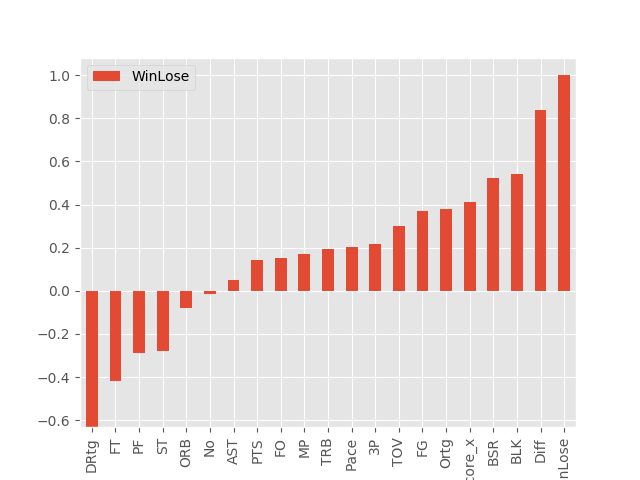 WinLose
1.0
0.8
0.6
0.4
0.2
0.0
−0.2
−0.4
−0.6
DRtg
FT
PF
ST
ORB
No
AST
PTS
FO
MP
TRB
Pace
3P
TOV
FG
Ortg
core_x
BSR
BLK
Diff
nLose